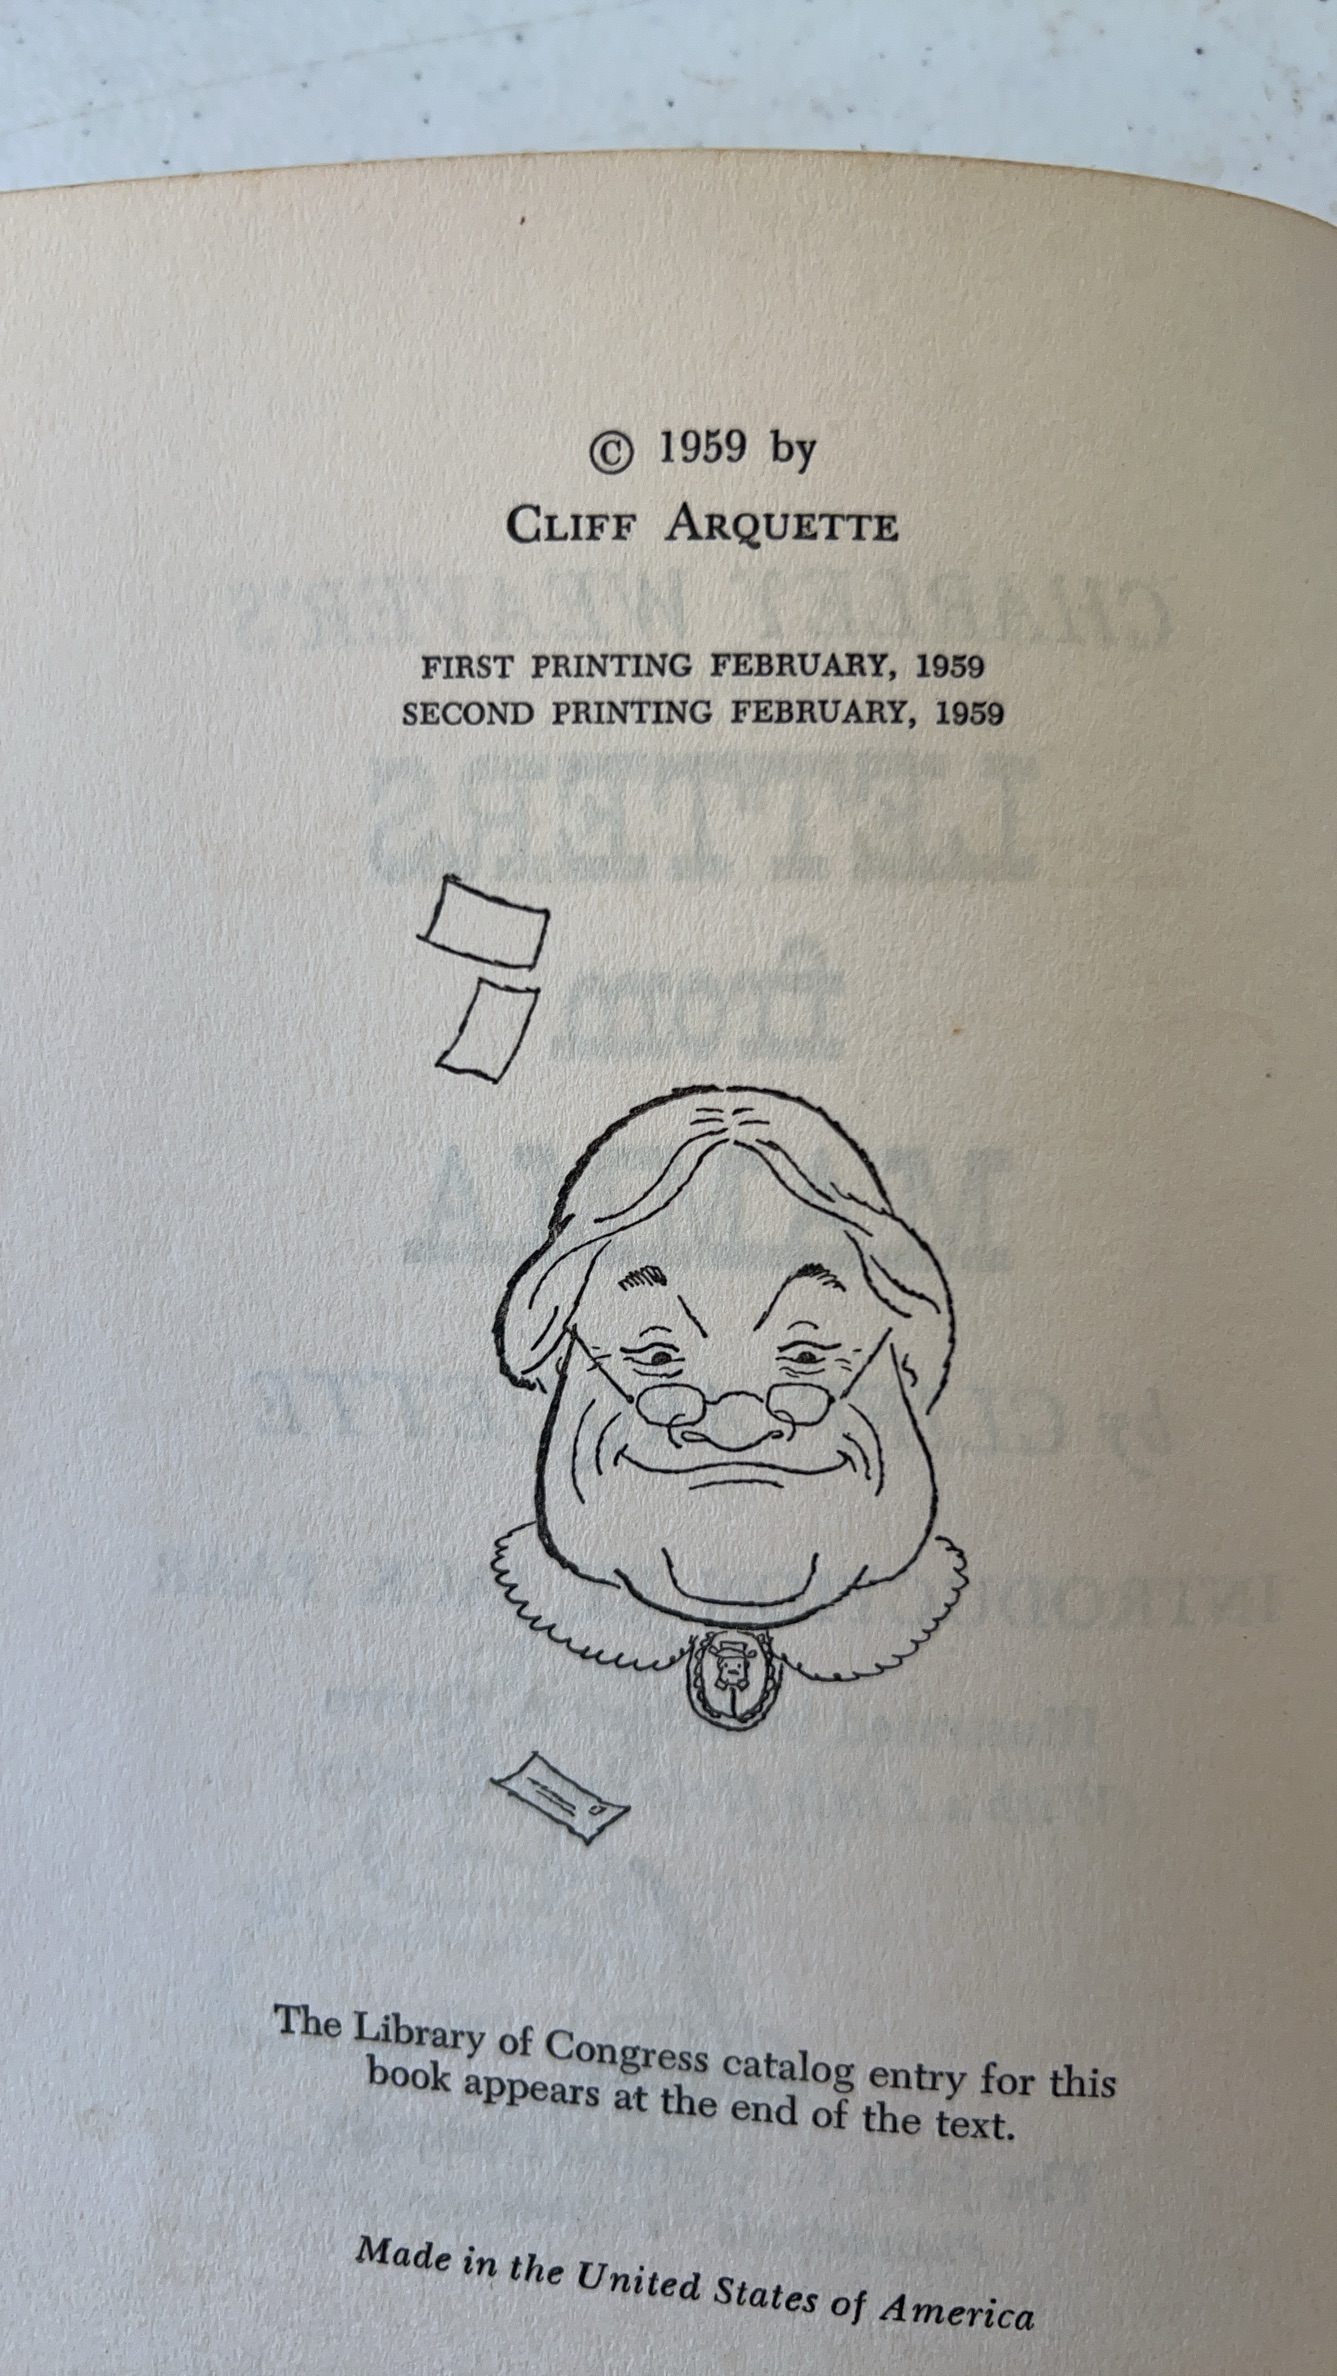 © 1959 by
CLIFF ARQUETTE
FIRST PRINTING FEBRUARY, 1959
SECOND PRINTING FEBRUARY, 1959
The Library of Congress catalog entry for this
book appears at the end of the text.
Made in the United States of America